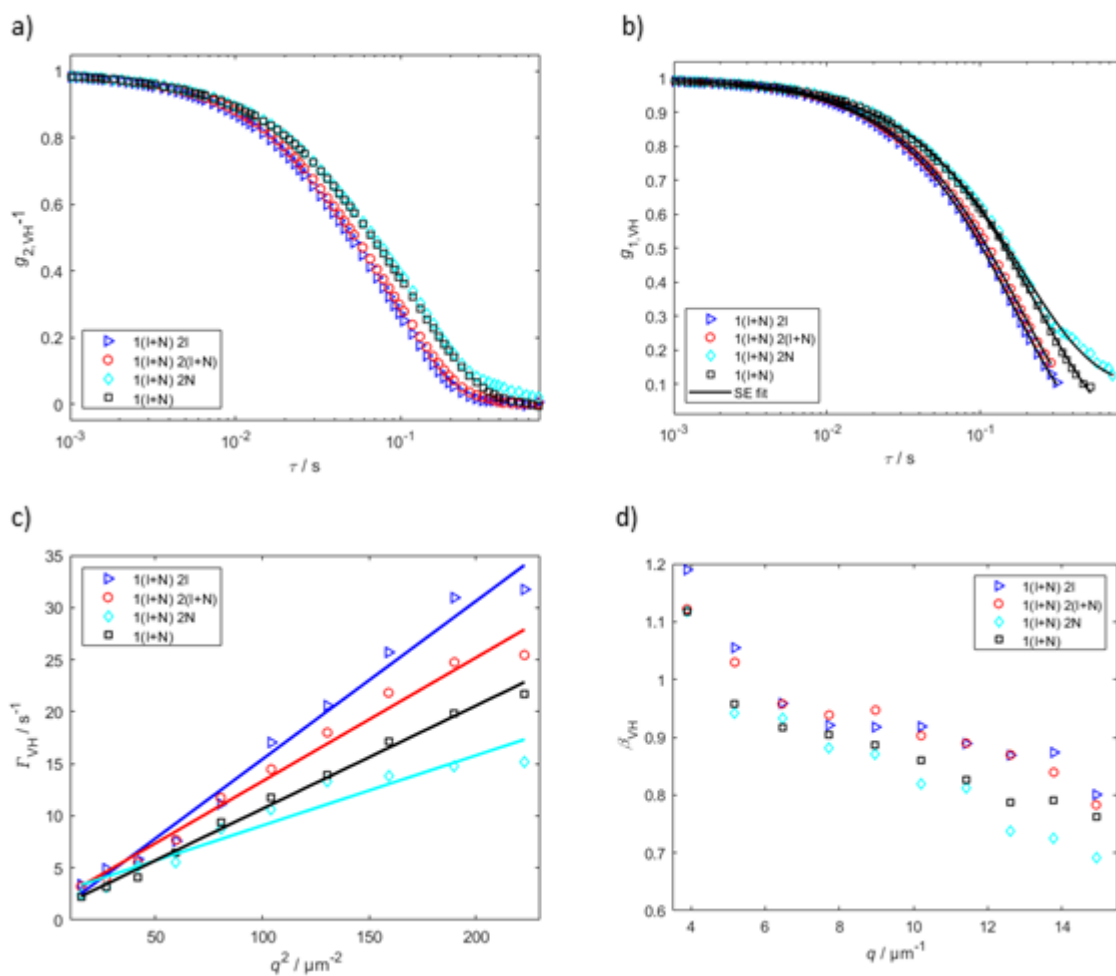 a)
1
0.8
0.6
0.4
0.2
0
g2,VH-1
10-3
10-2
10-1
τ / s
1(I+N) 2I
1(I+N) 2(I+N)
1(I+N) 2N
1(I+N)
b)
1
0.9
0.8
0.7
0.6
0.5
0.4
0.3
0.2
0.1
g1,VH
10-3
10-2
10-1
τ / s
1(I+N) 2I
1(I+N) 2(I+N)
1(I+N) 2N
1(I+N)
SE fit
c)
35
30
25
20
15
10
5
0
ΓVH / s-1
50
100
150
200
q2 / μm-2
1(I+N) 2I
1(I+N) 2(I+N)
1(I+N) 2N
1(I+N)
d)
1.2
1.1
1
0.9
0.8
0.7
0.6
βVH
4
6
8
10
12
14
q / μm-1
1(I+N) 2I
1(I+N) 2(I+N)
1(I+N) 2N
1(I+N)